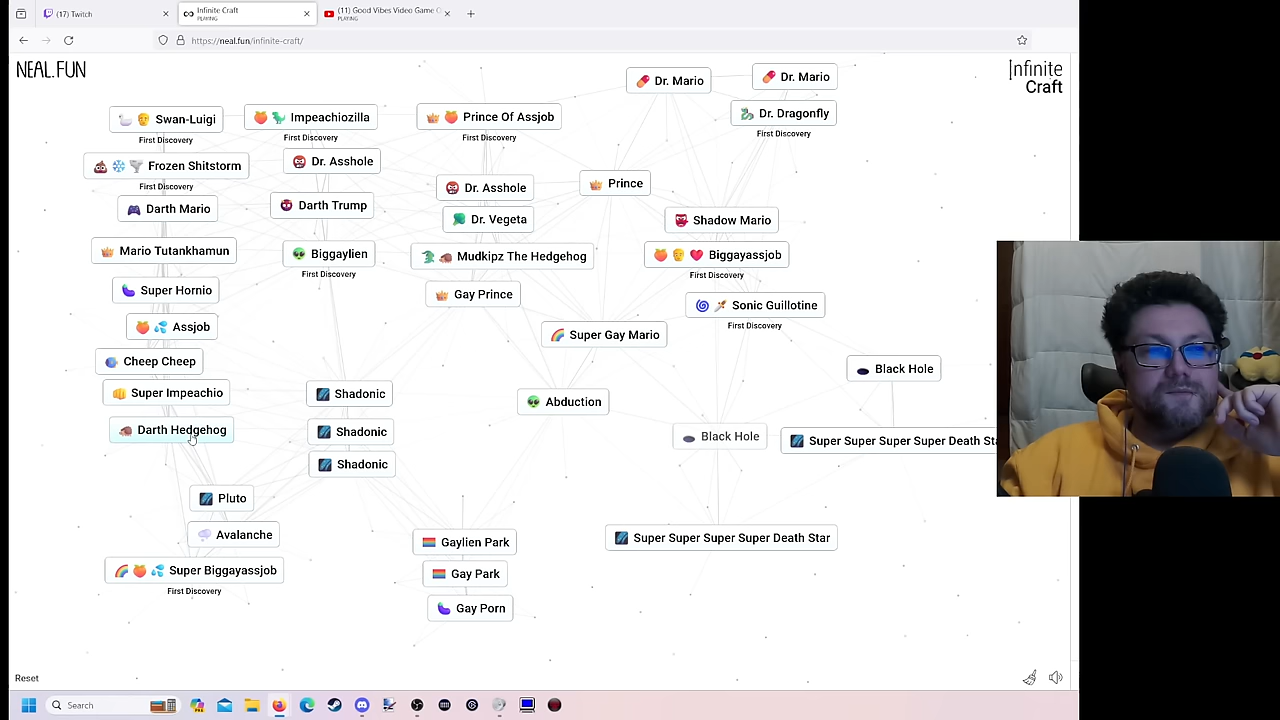 (17) Twitch
Infinite Craft
PLAYING
(11) Good Vibes Video Game C
PLAYING
https://neal.fun/infinite-craft/
NEAL.FUN
Infinite
Craft
Dr. Mario
Dr. Mario
Swan-Luigi
First Discovery
Impeachiozilla
First Discovery
Prince Of Assjob
First Discovery
Dr. Dragonfly
First Discovery
Frozen Shitstorm
First Discovery
Dr. Asshole
Dr. Asshole
Prince
Darth Mario
Darth Trump
Dr. Vegeta
Shadow Mario
Mario Tutankhamun
Biggaylien
First Discovery
Mudkipz The Hedgehog
Biggayassjob
First Discovery
Super Hornio
Gay Prince
Sonic Guillotine
First Discovery
Assjob
Super Gay Mario
Cheep Cheep
Black Hole
Super Impeachio
Shadonic
Abduction
Darth Hedgehog
Shadonic
Black Hole
Super Super Super Super Death Sta
Shadonic
Pluto
Avalanche
Gaylien Park
Super Super Super Super Death Star
Super Biggayassjob
First Discovery
Gay Park
Gay Porn
Reset
Search